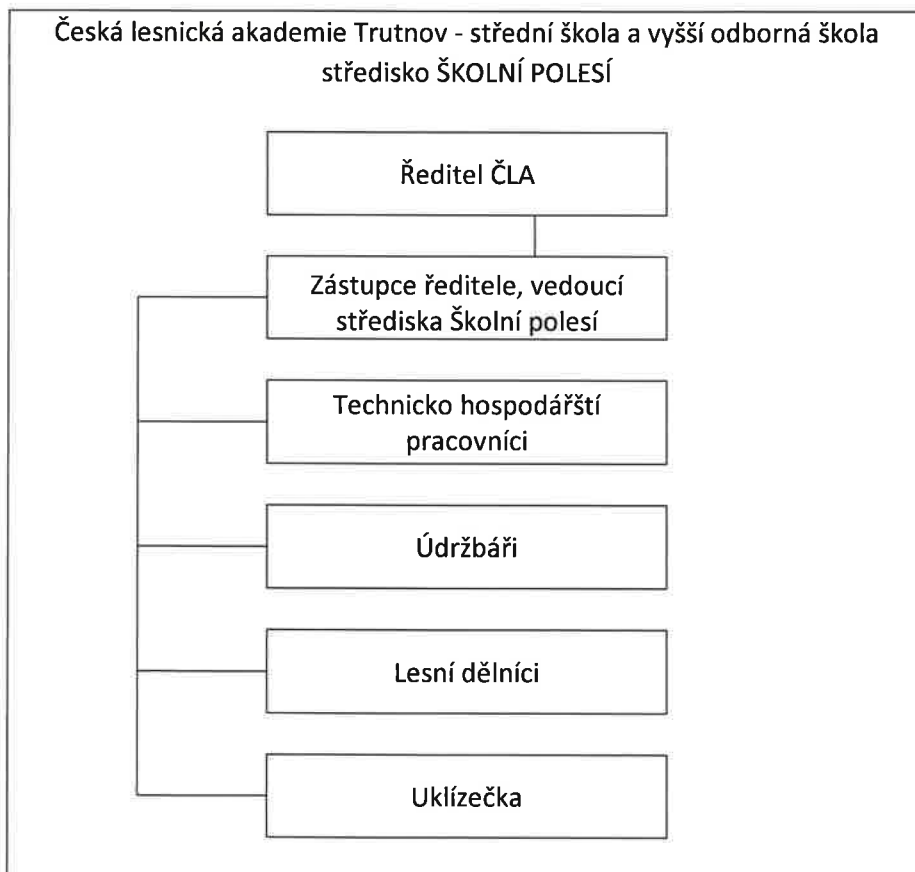 Česká lesnická akademie Trutnov - střední škola a vyšší odborná škola
středisko ŠKOLNÍ POLESÍ
Ředitel ČLA
Zástupce ředitele, vedoucí
střediska Školní polesí
Technicko hospodářští
pracovníci
Údržbáři
Lesní dělníci
Uklízečka